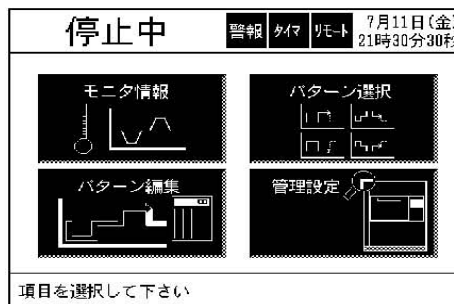 停止中 警報 タイマ リモート 7月11日(金)
21時30分30秒
モニタ情報 パターン選択
パターン編集 管理設定
項目を選択して下さい